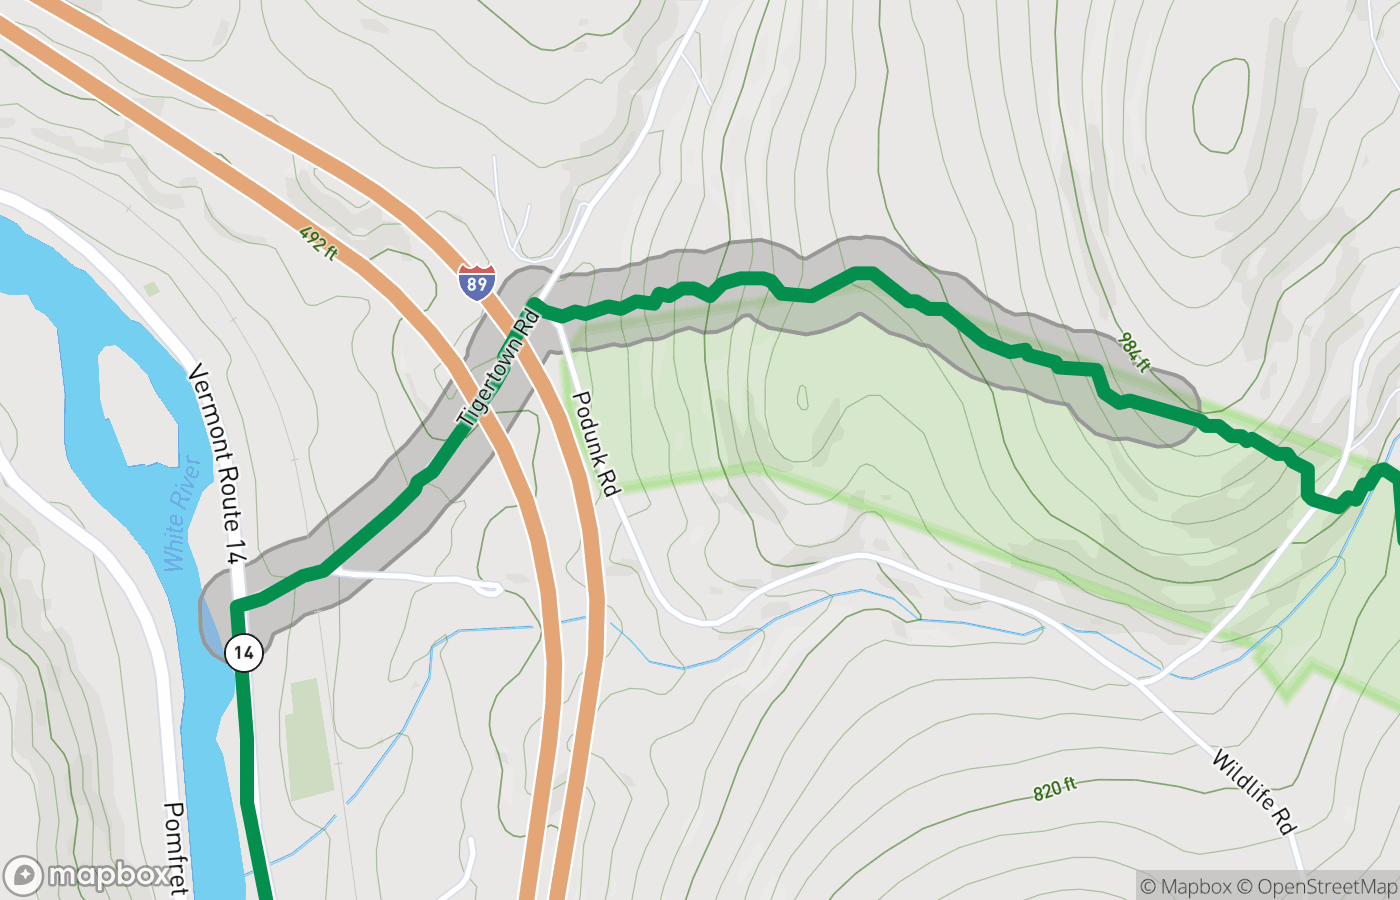 492 ft
89
Tigertown Rd
984 ft
Vermont Route 14
Podunk Rd
White River
14
Wildlife Rd
820 ft
Pomfret
mapbox
© Mapbox © OpenStreetMap